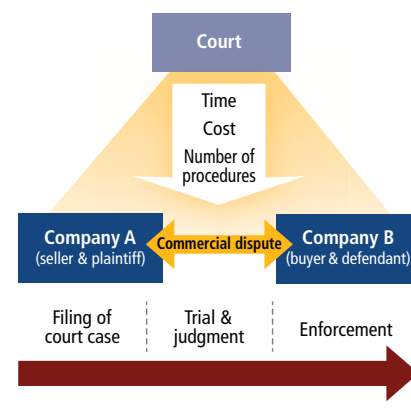 Court
Time
Cost
Number of
procedures
Company A
(seller & plaintiff)
Commercial dispute
Company B
(buyer & defendant)
Filing of
court case
Trial &
judgment
Enforcement